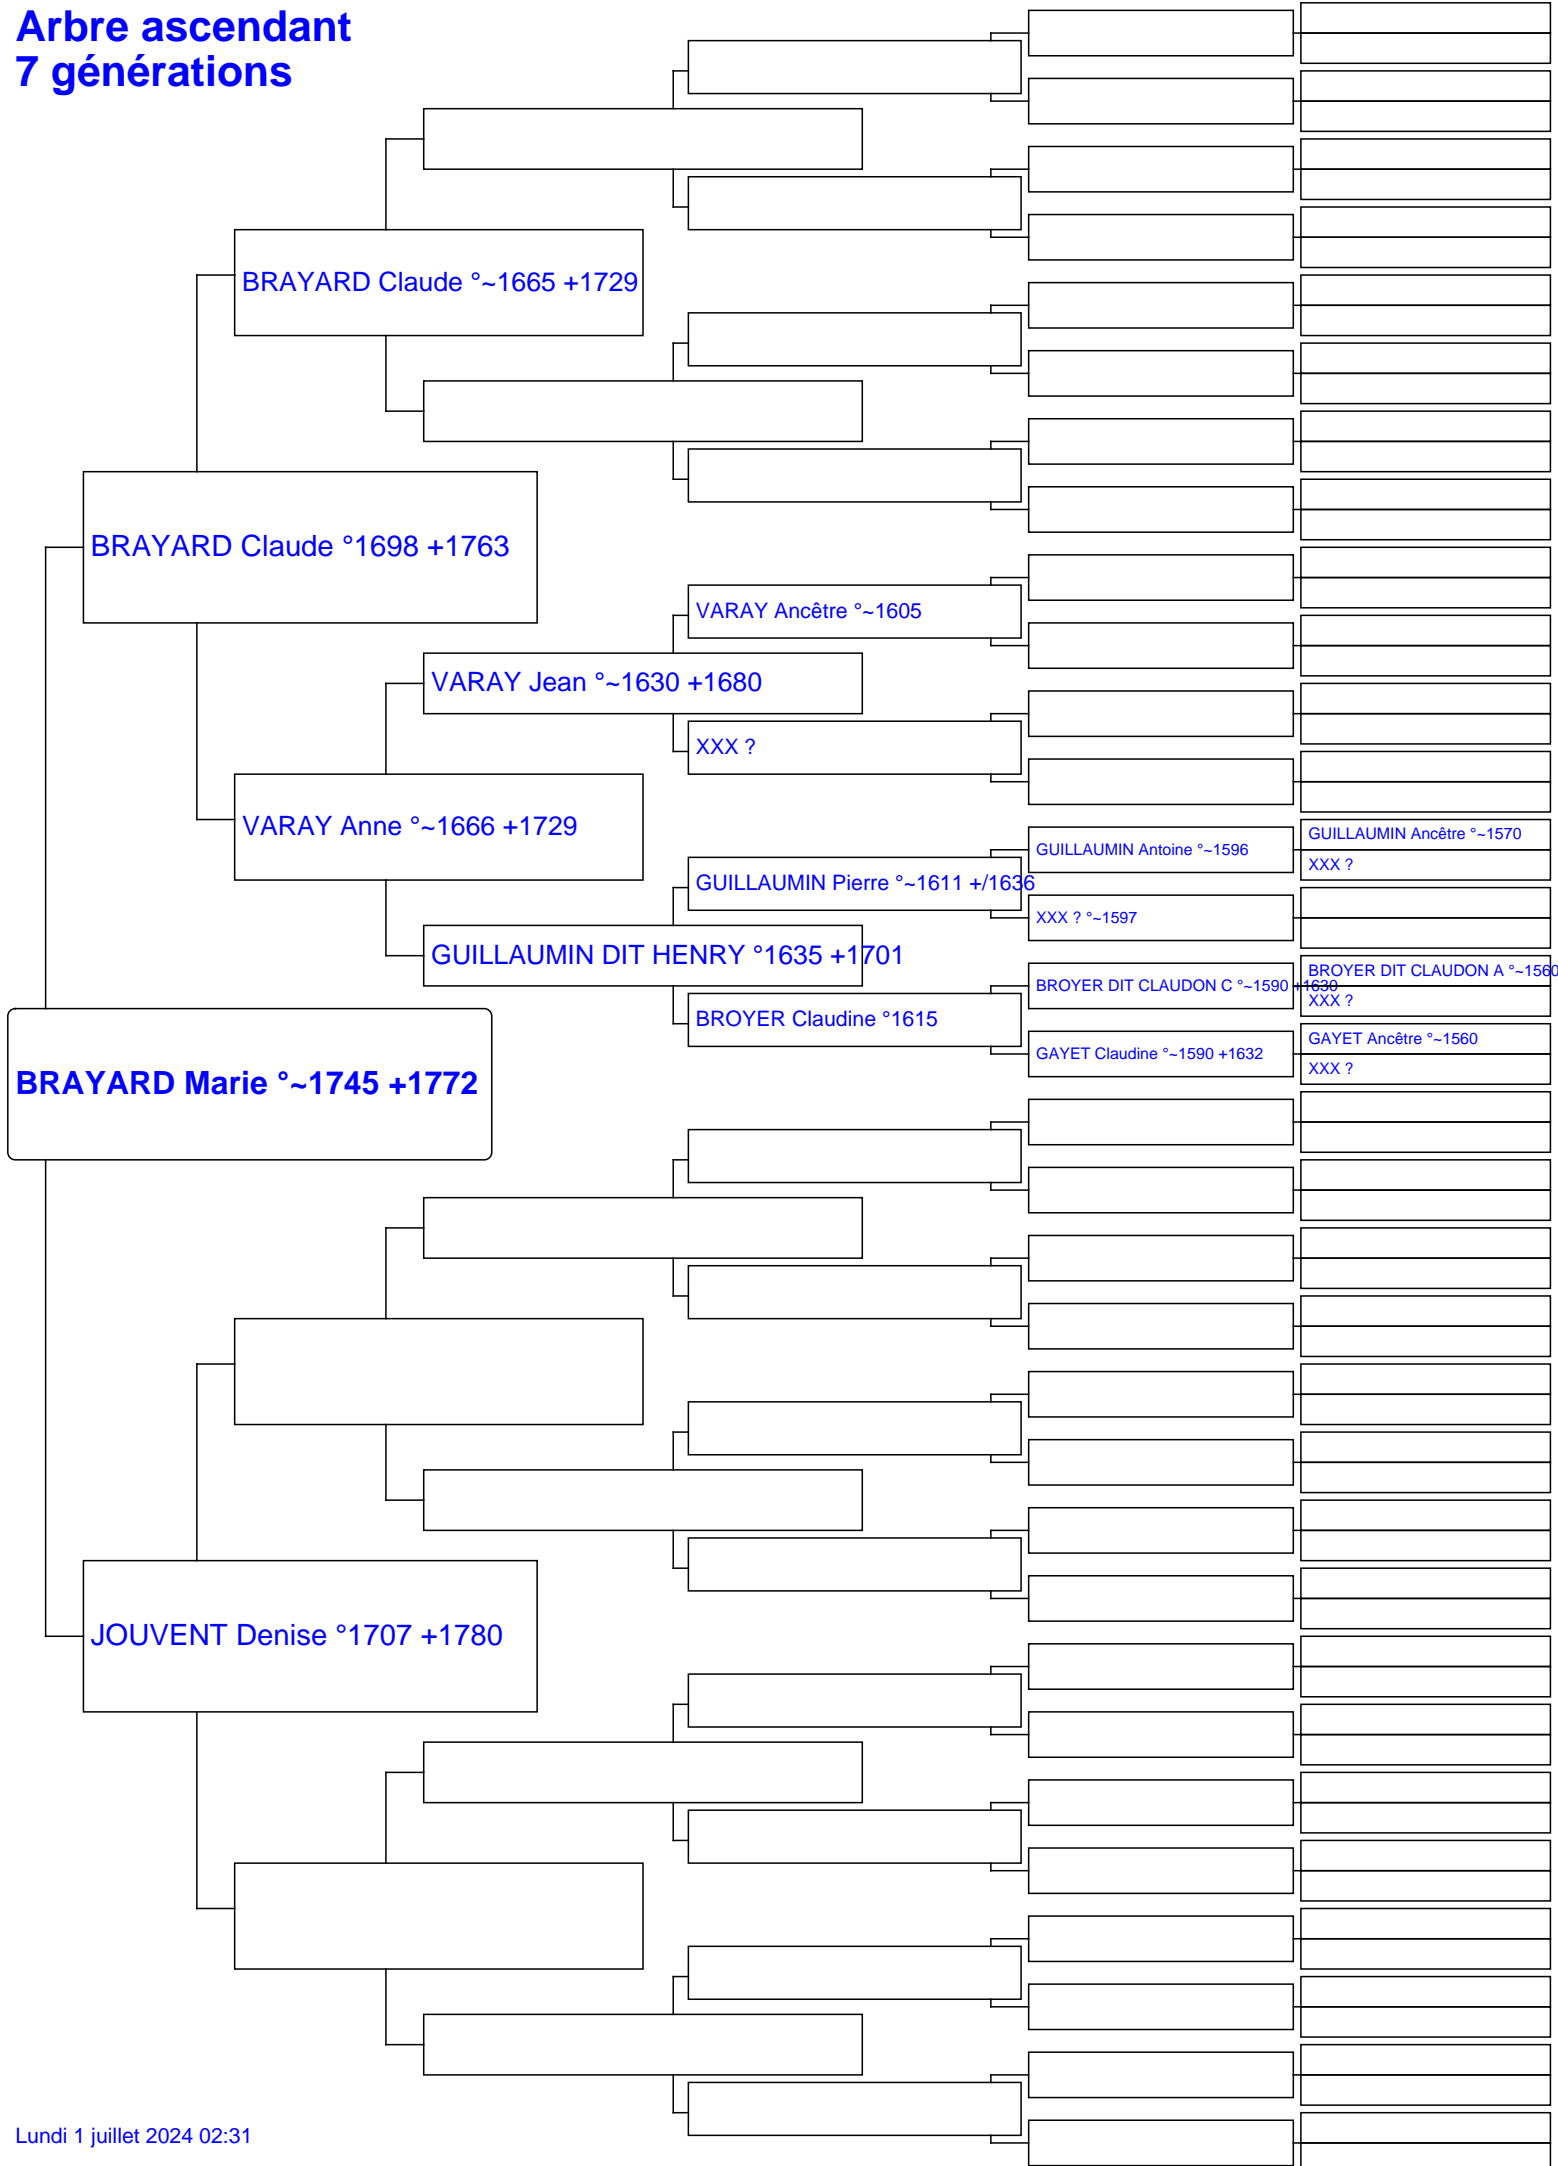 Arbre ascendant
7 générations
BRAYARD Claude °~1665 +1729
BRAYARD Claude °1698 +1763
VARAY Ancêtre °~1605
VARAY Jean °~1630 +1680
XXX ?
VARAY Anne °~1666 +1729
GUILLAUMIN Ancêtre °~1570
GUILLAUMIN Antoine °~1596
XXX ?
GUILLAUMIN Pierre °~1611 +/1636
XXX ? °~1597
GUILLAUMIN DIT HENRY °1635 +1701
BROYER DIT CLAUDON A °~1560
BROYER DIT CLAUDON C °~1590 +1630
XXX ?
BROYER Claudine °1615
GAYET Ancêtre °~1560
GAYET Claudine °~1590 +1632
XXX ?
BRAYARD Marie °~1745 +1772
JOUVENT Denise °1707 +1780
Lundi 1 juillet 2024 02:31